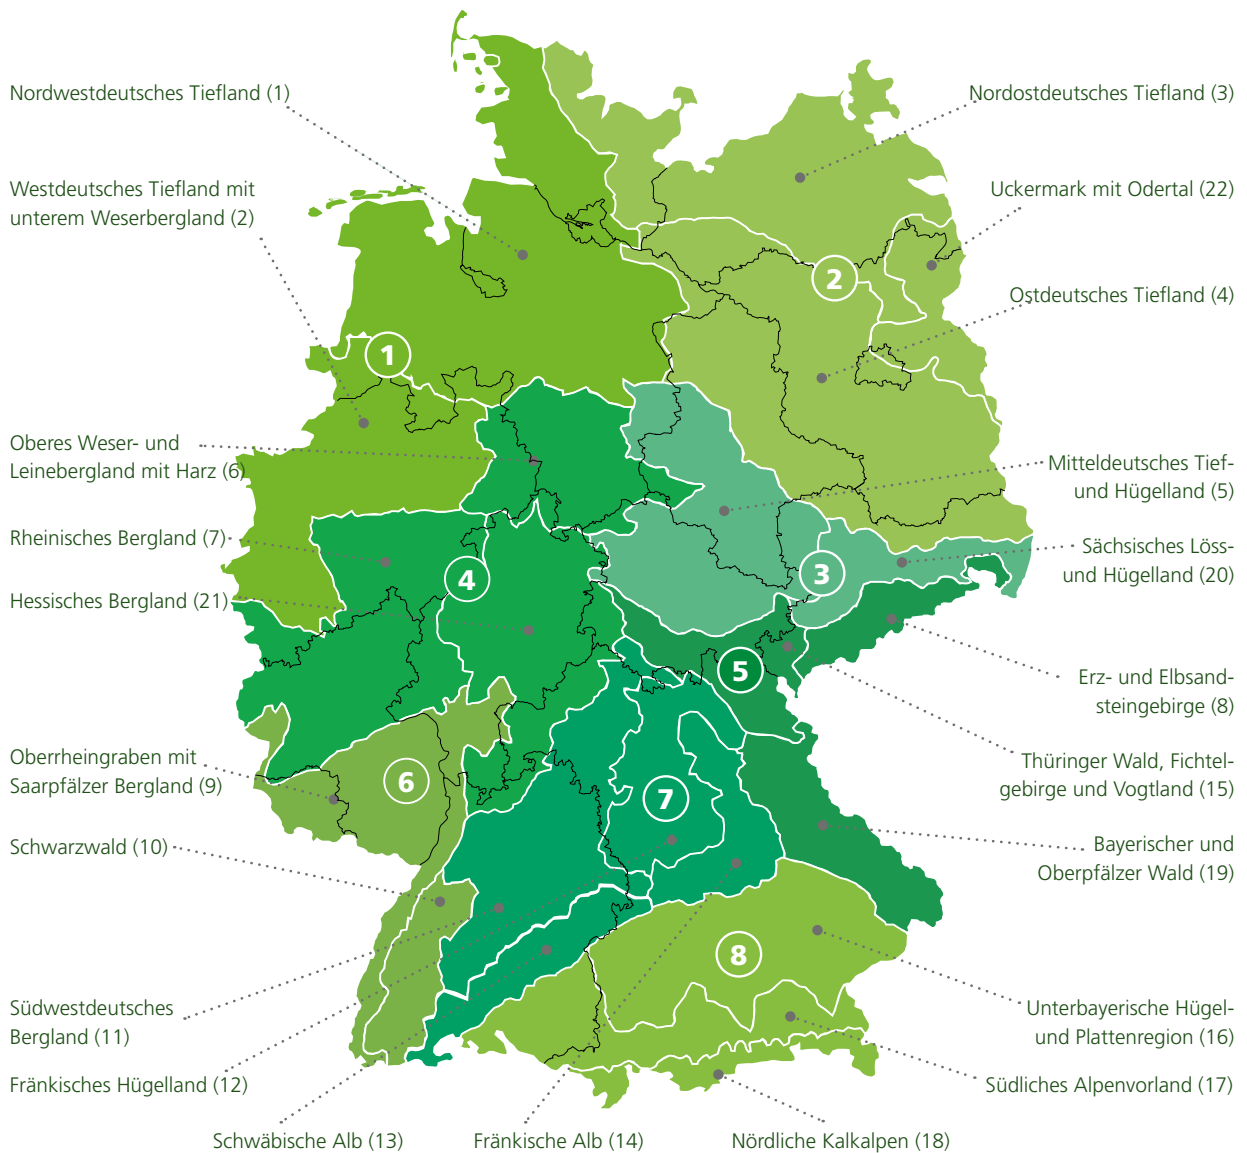 Nordwestdeutsches Tiefland (1)
Nordostdeutsches Tiefland (3)
Westdeutsches Tiefland mit
unterem Weserbergland (2)
Uckermark mit Odertal (22)
2
Ostdeutsches Tiefland (4)
1
Oberes Weser- und
Leinebergland mit Harz (6)
Mitteldeutsches Tief-
und Hügelland (5)
Rheinisches Bergland (7)
Sächsisches Löss-
und Hügelland (20)
3
4
Hessisches Bergland (21)
5
Erz- und Elbsand-
steingebirge (8)
Oberrheingraben mit
Saarpfälzer Bergland (9)
6
7
Thüringer Wald, Fichtel-
gebirge und Vogtland (15)
Schwarzwald (10)
Bayerischer und
Oberpfälzer Wald (19)
8
Südwestdeutsches
Bergland (11)
Unterbayerische Hügel-
und Plattenregion (16)
Fränkisches Hügelland (12)
Südliches Alpenvorland (17)
Schwäbische Alb (13)
Fränkische Alb (14)
Nördliche Kalkalpen (18)